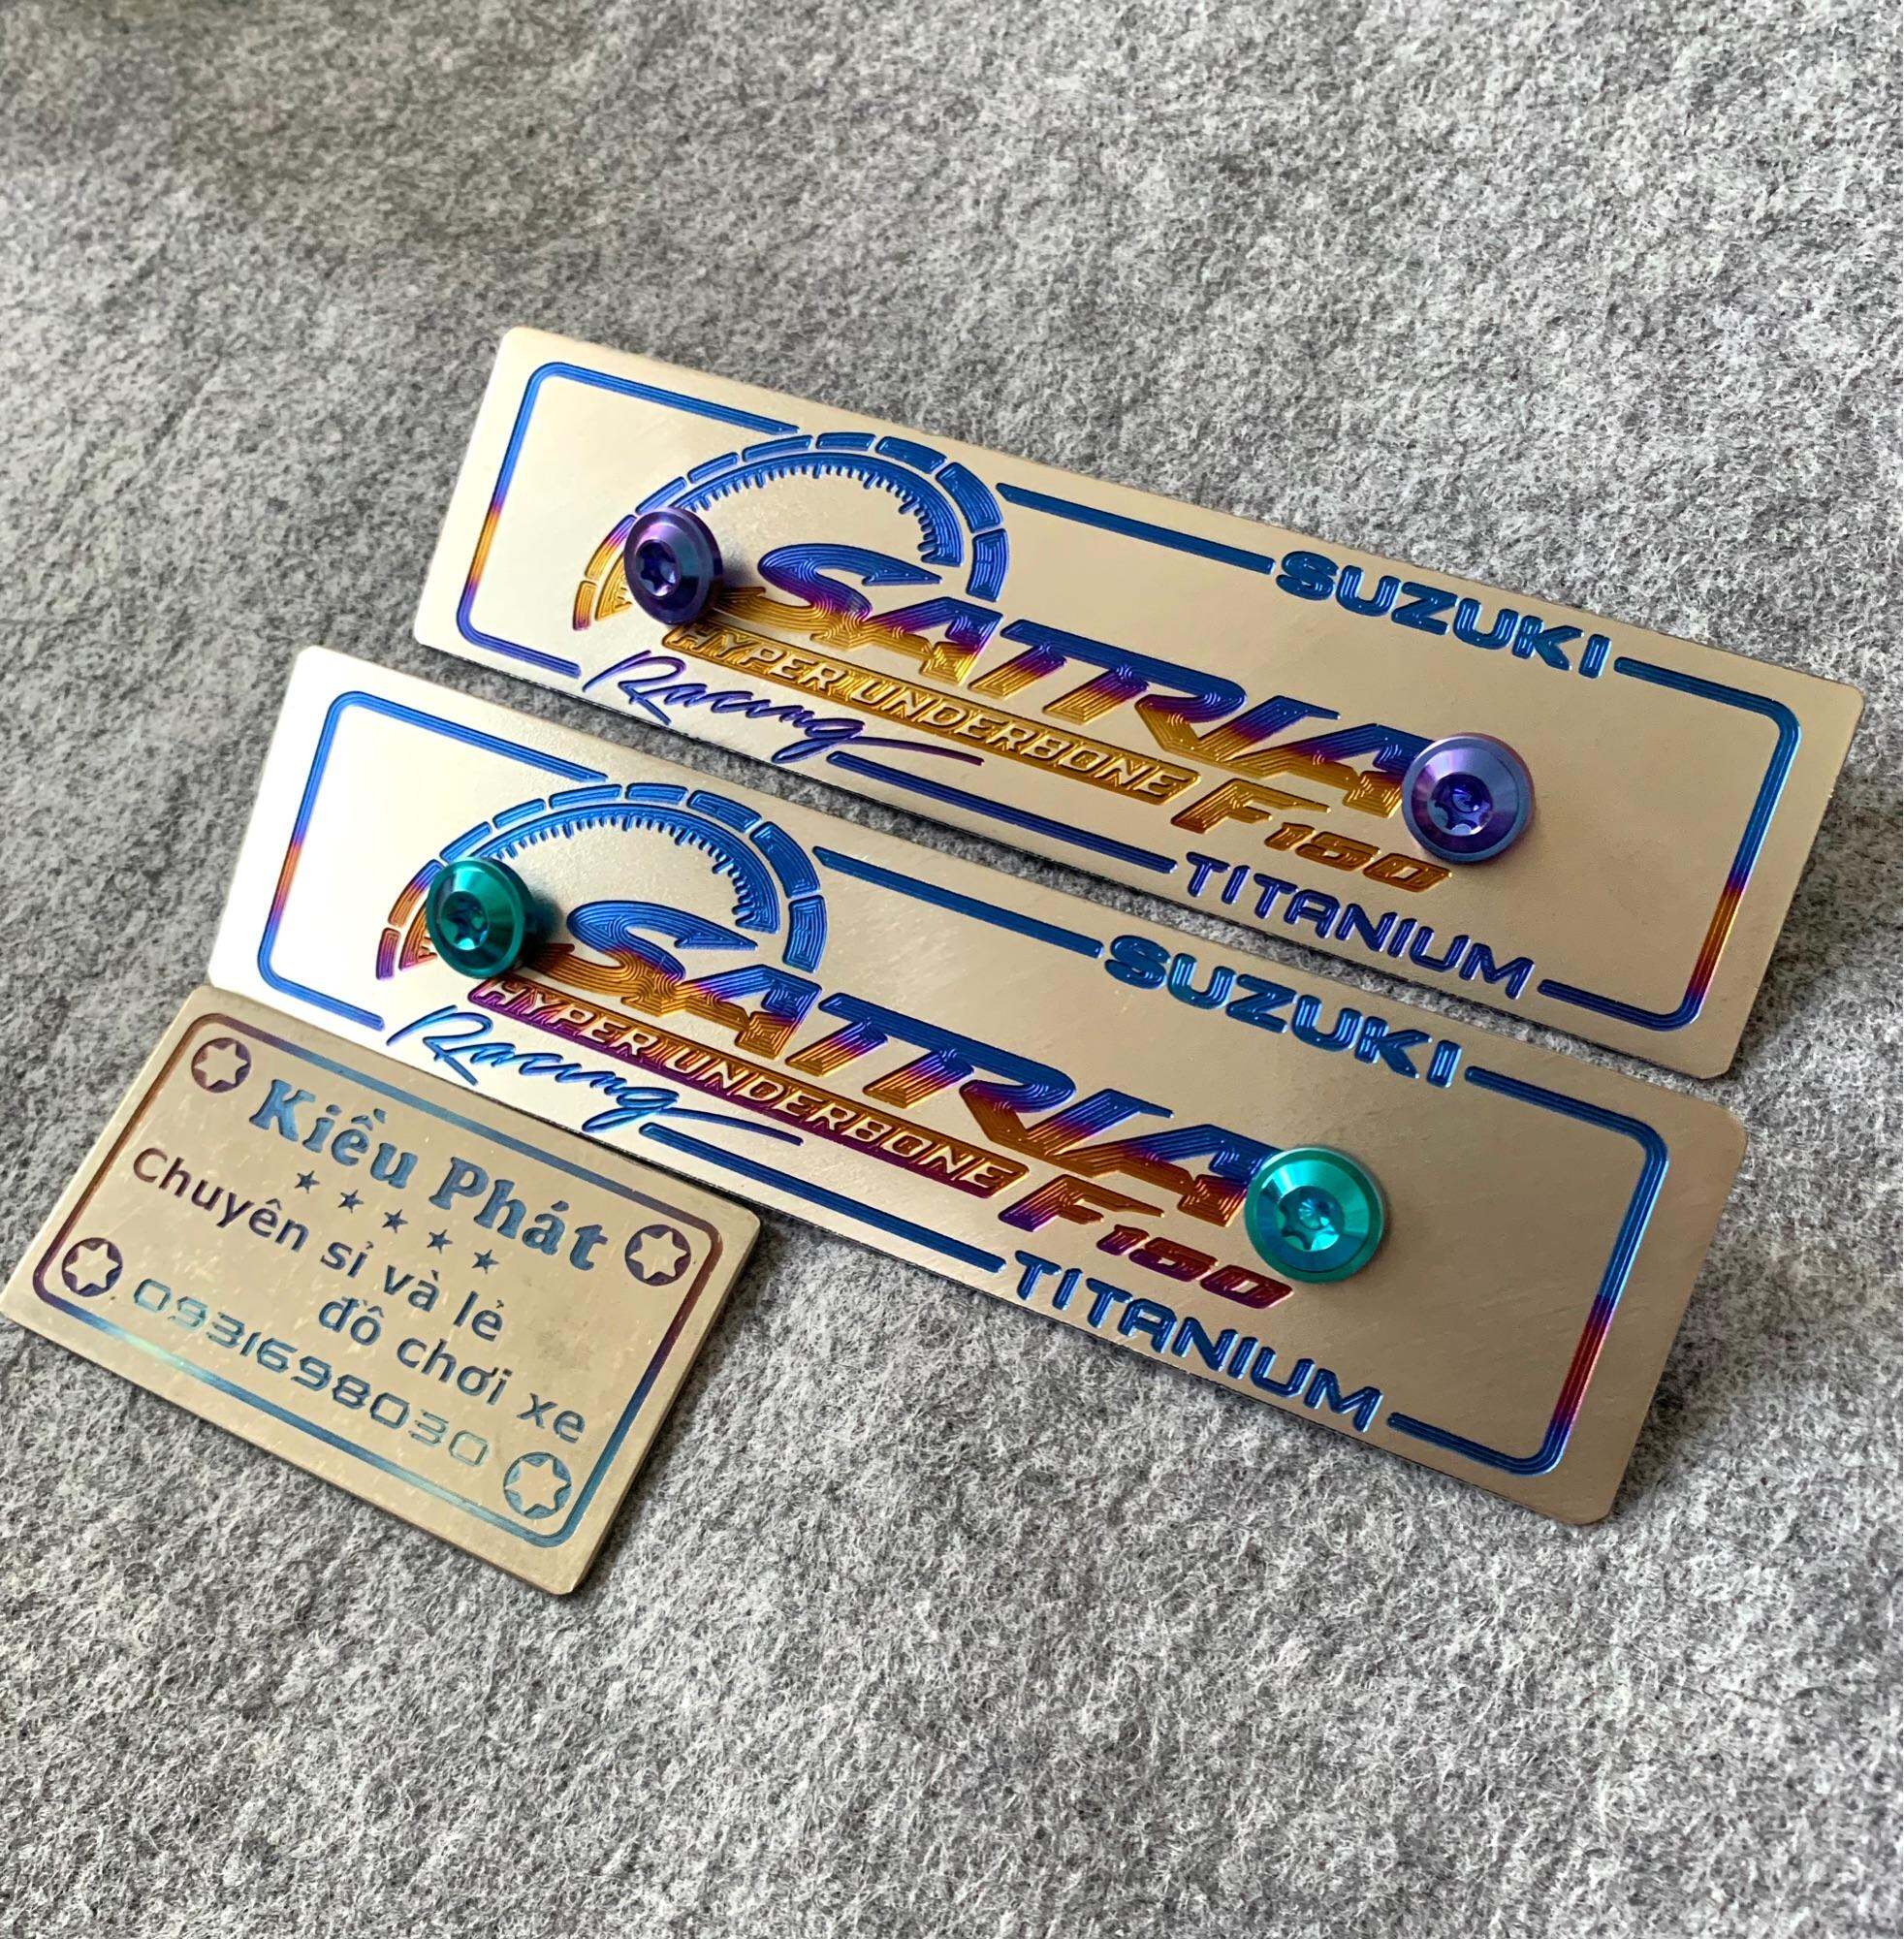 SUZUKI
SATRIA
HYPER UNDERBONE
F150
Racing
TITANIUM
SUZUKI
SATRIA
HYPER UNDERBONE
F150
Racing
TITANIUM
Kiều Phát
Chuyên sỉ và lẻ
đồ chơi xe
0931698030